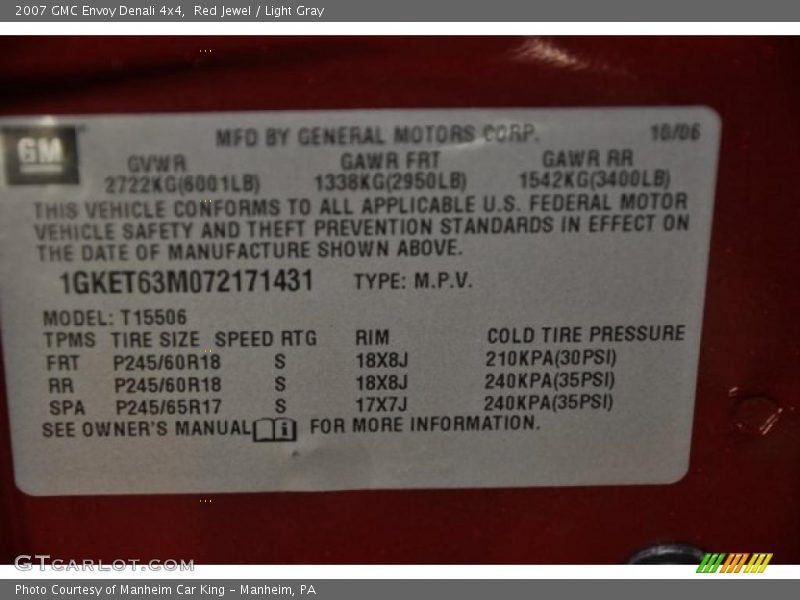 2007 GMC Envoy Denali 4x4,  Red Jewel / Light Gray
GM MFD BY GENERAL MOTORS CORP. 10/06
GVWR GAWR FRT GAWR RR
2722KG(6001LB) 1338KG(2950LB) 1542KG(3400LB)
THIS VEHICLE CONFORMS TO ALL APPLICABLE U.S. FEDERAL MOTOR
VEHICLE SAFETY AND THEFT PREVENTION STANDARDS IN EFFECT ON
THE DATE OF MANUFACTURE SHOWN ABOVE.
1GKET63M072171431 TYPE: M.P.V.
MODEL: T15506
TPMS TIRE SIZE SPEED RTG RIM COLD TIRE PRESSURE
FRT P245/60R18 S 18X8J 210KPA(30PSI)
RR P245/60R18 S 18X8J 240KPA(35PSI)
SPA P245/65R17 S 17X7J 240KPA(35PSI)
SEE OWNER'S MANUAL i FOR MORE INFORMATION.
GTCARLOT.COM
Photo Courtesy of Manheim Car King - Manheim, PA